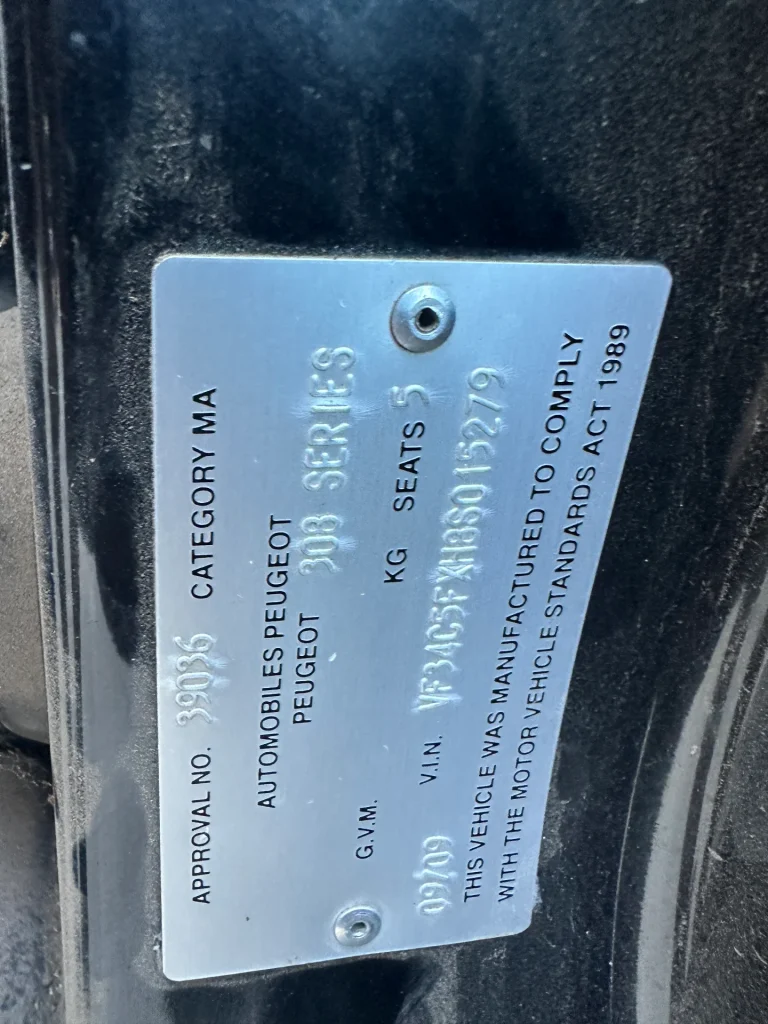 APPROVAL NO. 39036 CATEGORY MA
AUTOMOBILES PEUGEOT
PEUGEOT 308 SERIES
G.V.M. KG SEATS 5
09/09 V.I.N. VF34C5FXH8S015279
THIS VEHICLE WAS MANUFACTURED TO COMPLY
WITH THE MOTOR VEHICLE STANDARDS ACT 1989